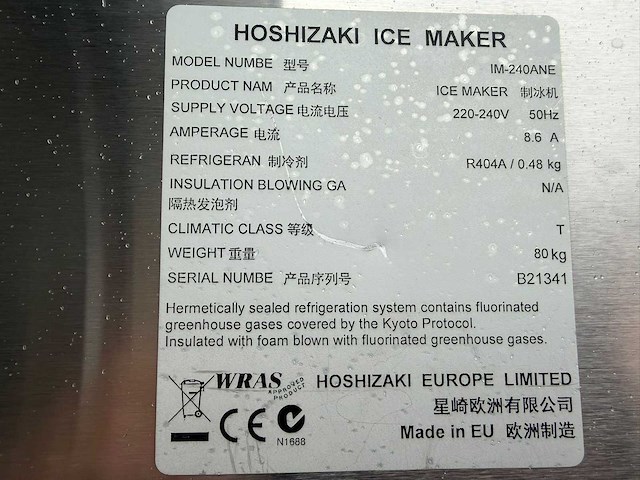 HOSHIZAKI ICE MAKER
MODEL NUMBE 型号 IM-240ANE
PRODUCT NAM 产品名称 ICE MAKER 制冰机
SUPPLY VOLTAGE 电流电压 220-240V 50Hz
AMPERAGE 电流 8.6 A
REFRIGERAN 制冷剂 R404A / 0.48 kg
INSULATION BLOWING GA N/A
隔热发泡剂
CLIMATIC CLASS 等级 T
WEIGHT 重量 80 kg
SERIAL NUMBE 产品序列号 B21341
Hermetically sealed refrigeration system contains fluorinated
greenhouse gases covered by the Kyoto Protocol.
Insulated with foam blown with fluorinated greenhouse gases.
WRAS APPROVED PRODUCT HOSHIZAKI EUROPE LIMITED
星崎欧洲有限公司
CE N1688 Made in EU 欧洲制造